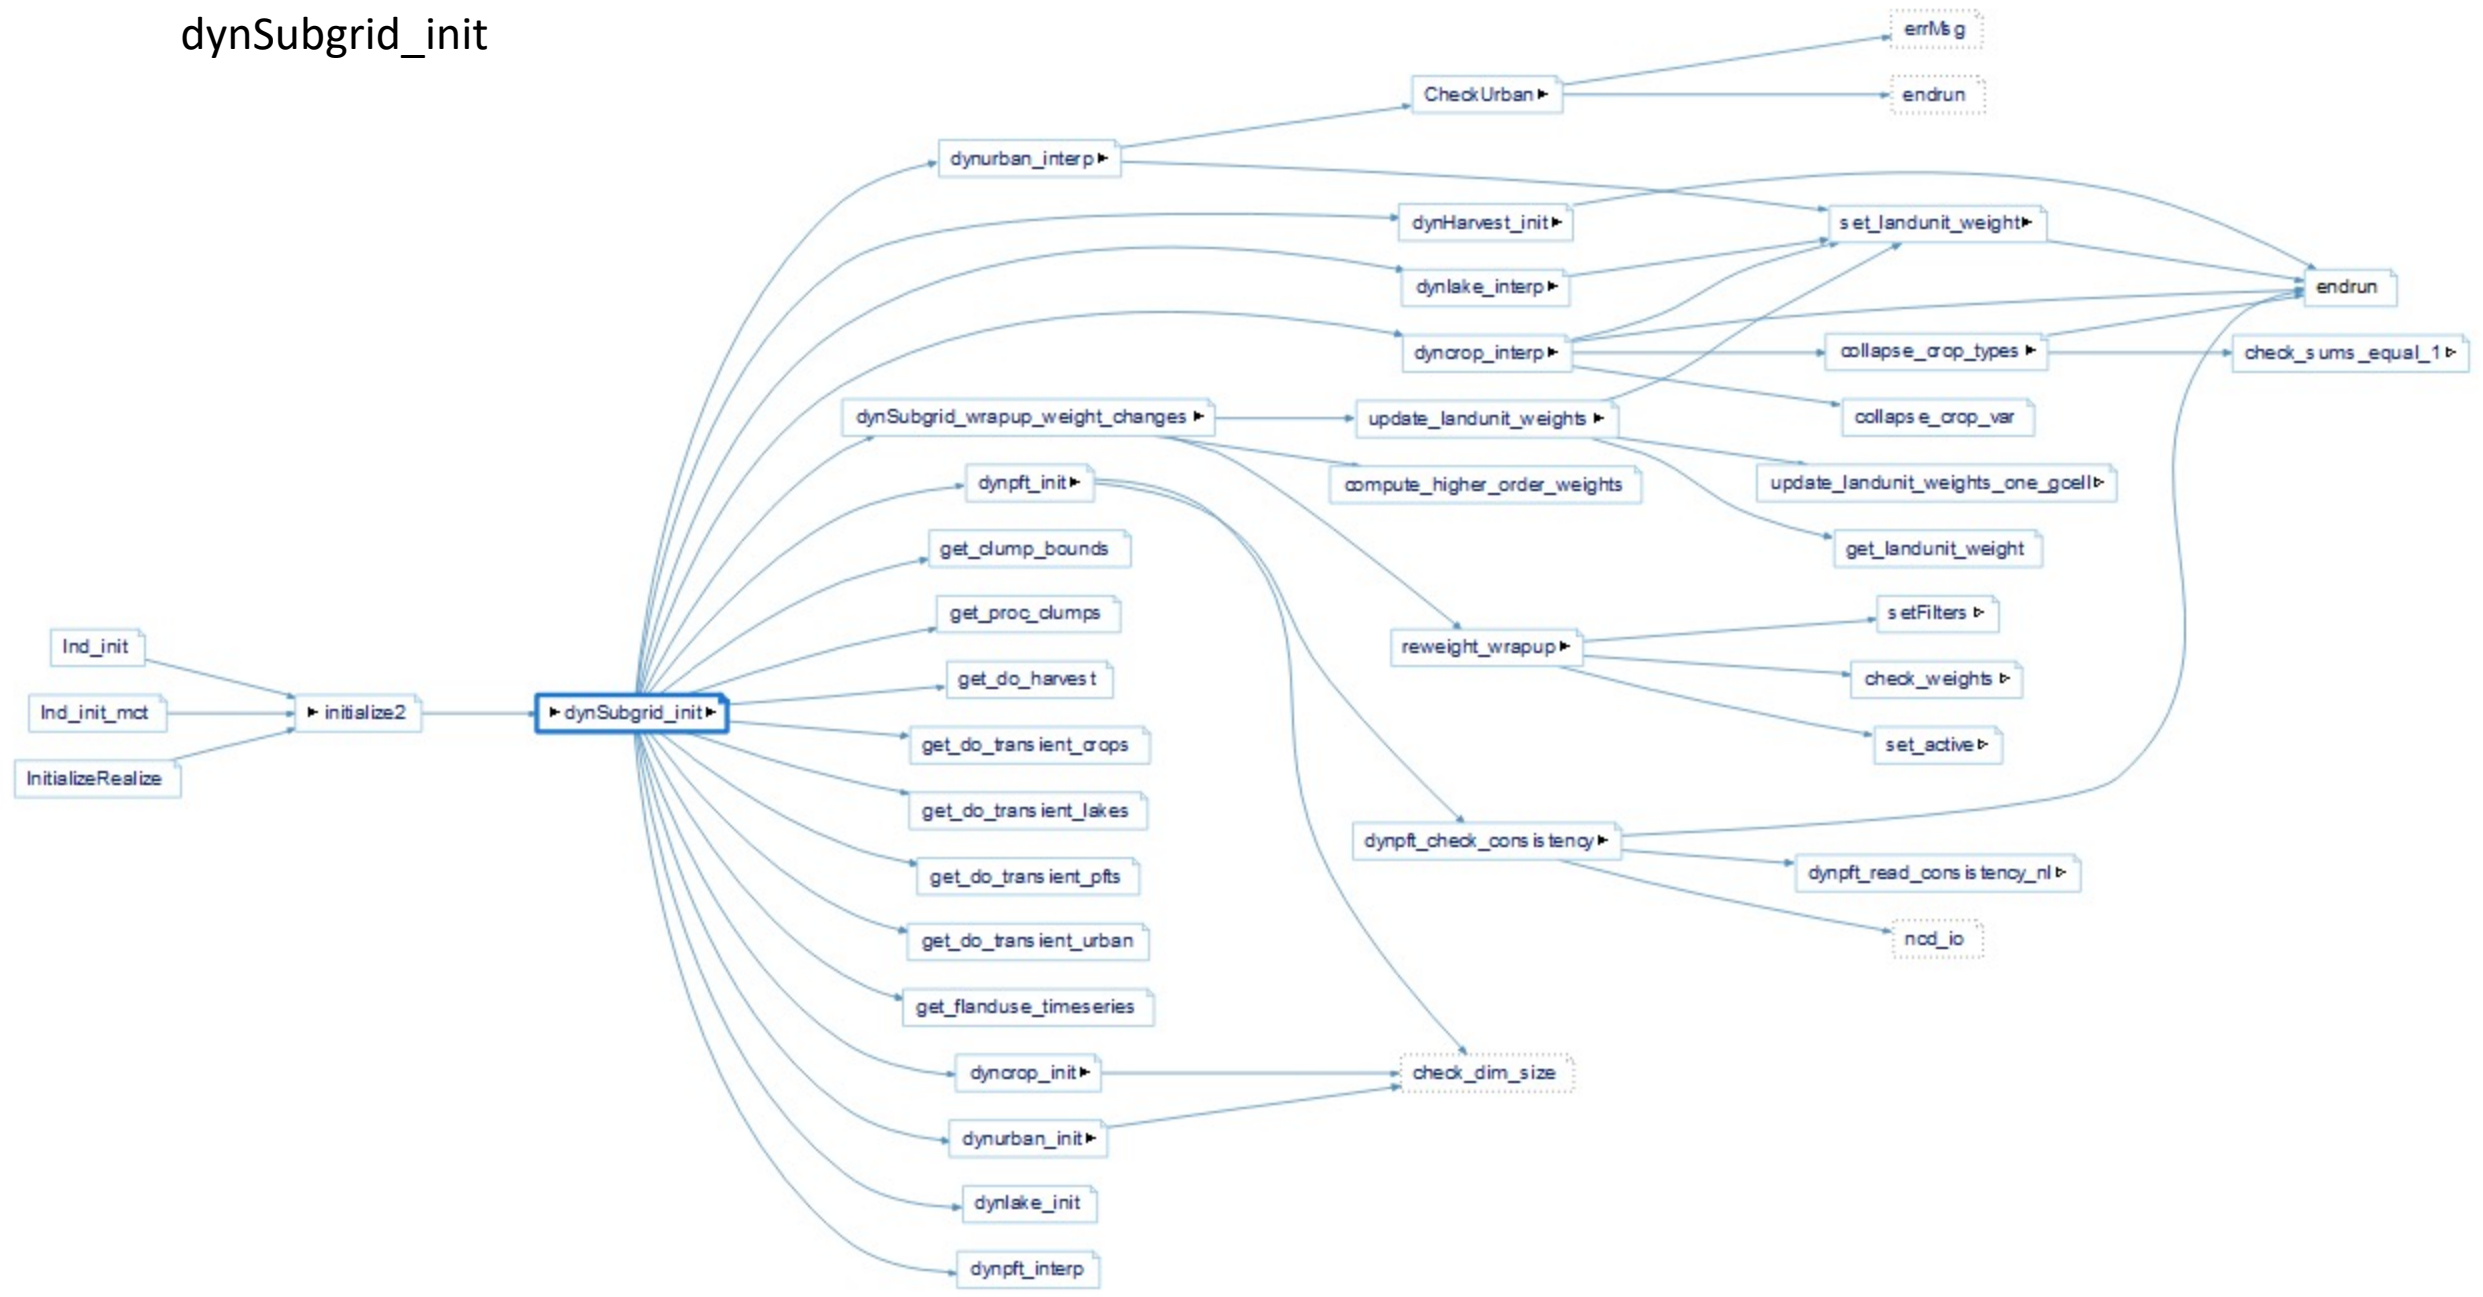 dynSubgrid_init
errMsg
CheckUrban
endrun
dynurban_interp
dynHarvest_init
set_landunit_weight
dynlake_interp
endrun
dyncrop_interp
collapse_crop_types
check_sums_equal_1
dynSubgrid_wrapup_weight_changes
update_landunit_weights
collapse_crop_var
dynpft_init
compute_higher_order_weights
update_landunit_weights_one_gcell
get_clump_bounds
get_landunit_weight
get_proc_clumps
setFilters
lnd_init
reweight_wrapup
get_do_harvest
check_weights
lnd_init_mct
initialize2
dynSubgrid_init
get_do_transient_crops
set_active
InitializeRealize
get_do_transient_lakes
dynpft_check_consistency
get_do_transient_pfts
dynpft_read_consistency_nl
get_do_transient_urban
ncd_io
get_flanduse_timeseries
dyncrop_init
check_dim_size
dynurban_init
dynlake_init
dynpft_interp